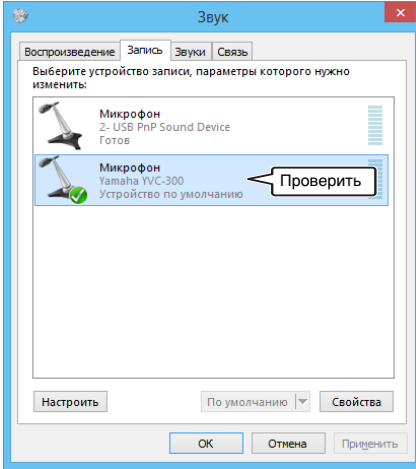 Звук
Воспроизведение Запись Звуки Связь
Выберите устройство записи, параметры которого нужно
изменить:
Микрофон
2- USB PnP Sound Device
Готов
Микрофон
Yamaha YVC-300
Устройство по умолчанию
Проверить
Настроить По умолчанию Свойства
ОК Отмена Применить